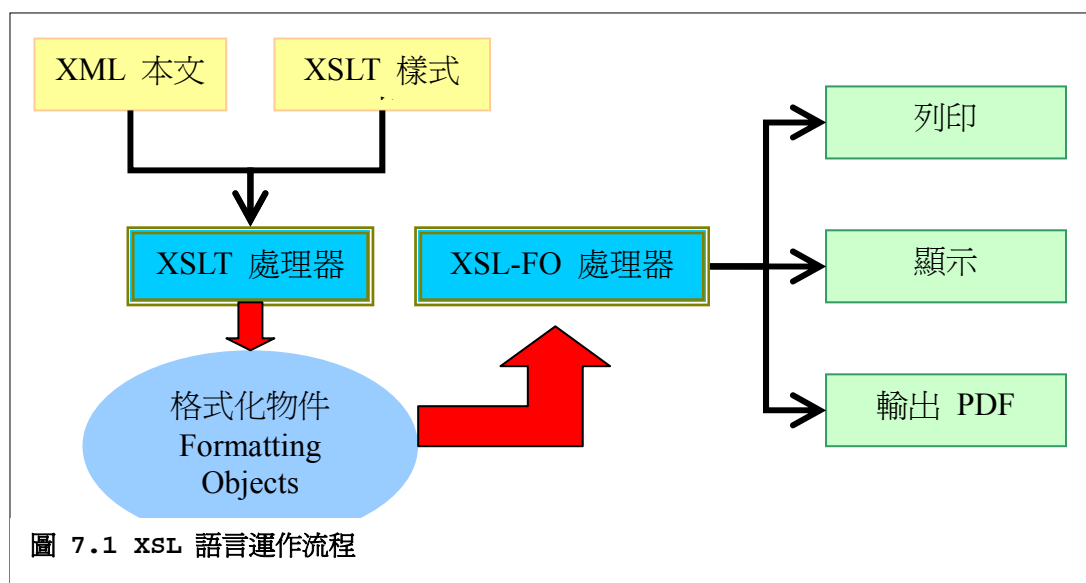 XML 本文
XSLT 樣式
列印
XSLT 處理器
XSL-FO 處理器
顯示
格式化物件
Formatting
Objects
輸出 PDF
圖 7.1 XSL 語言運作流程